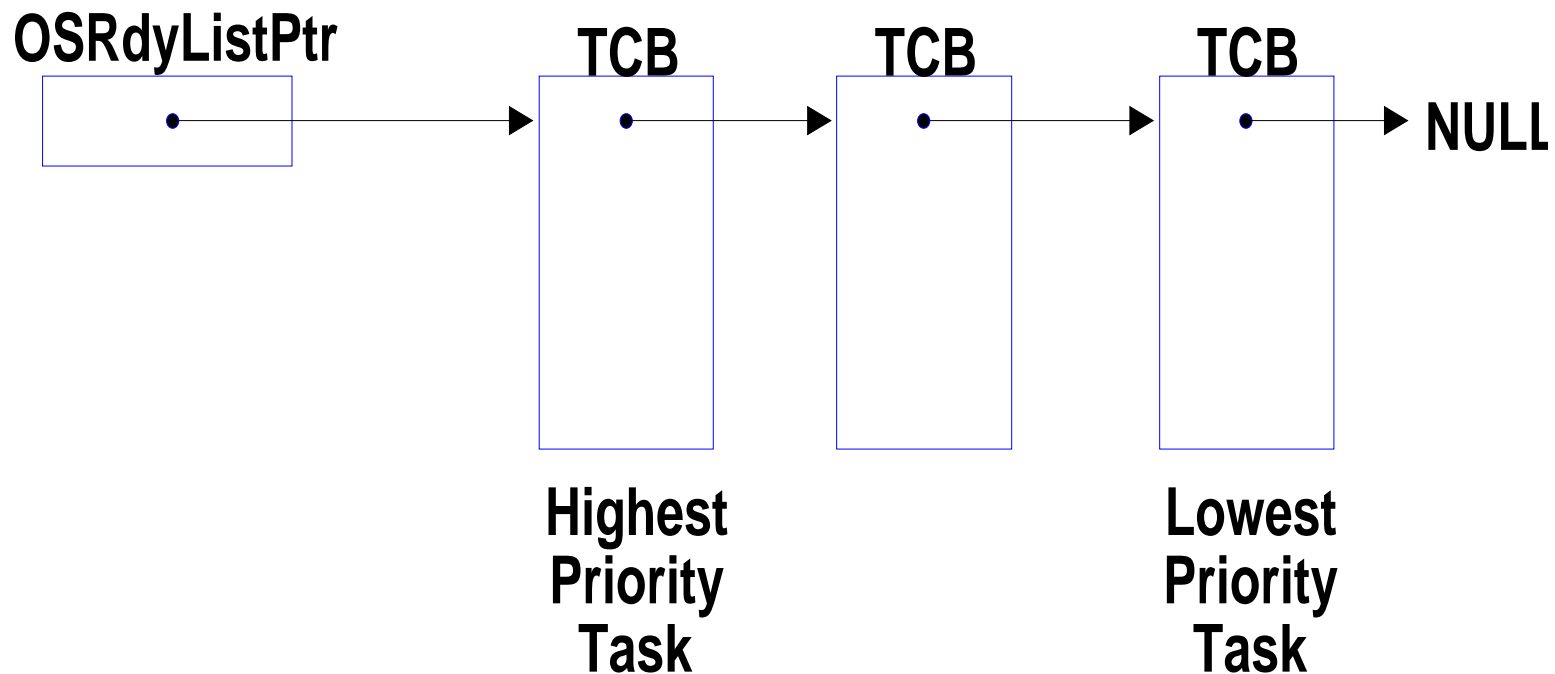 OSRdyListPtr
TCB
TCB
TCB
NULL
Highest
Priority
Task
Lowest
Priority
Task